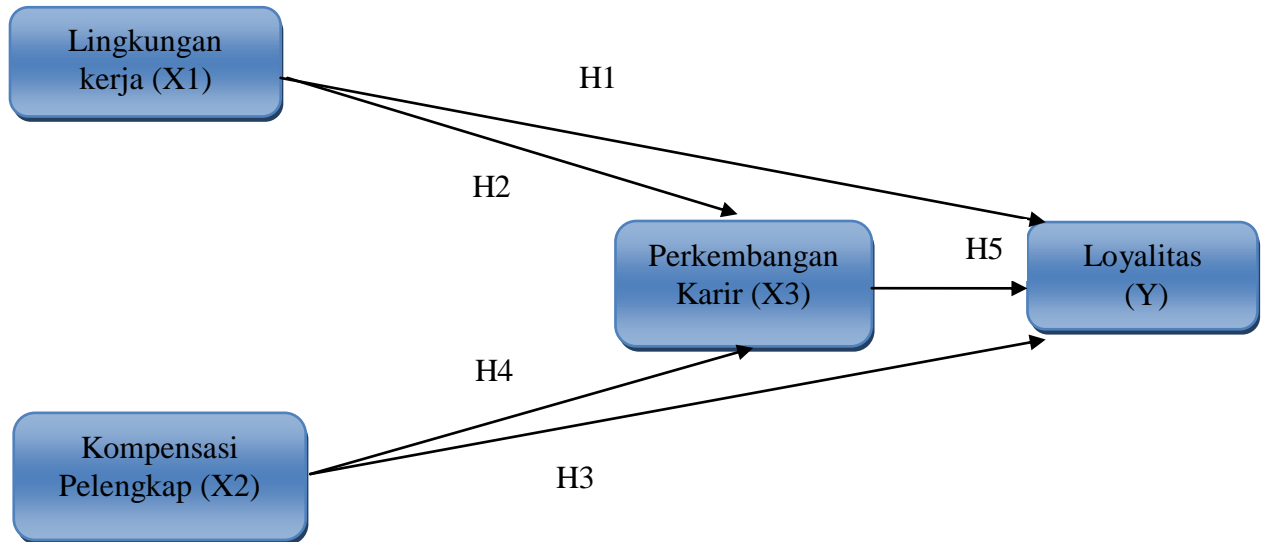 Lingkungan
kerja (X1)
H1
H2
Perkembangan
Karir (X3)
H5
Loyalitas
(Y)
H4
Kompensasi
Pelengkap (X2)
H3